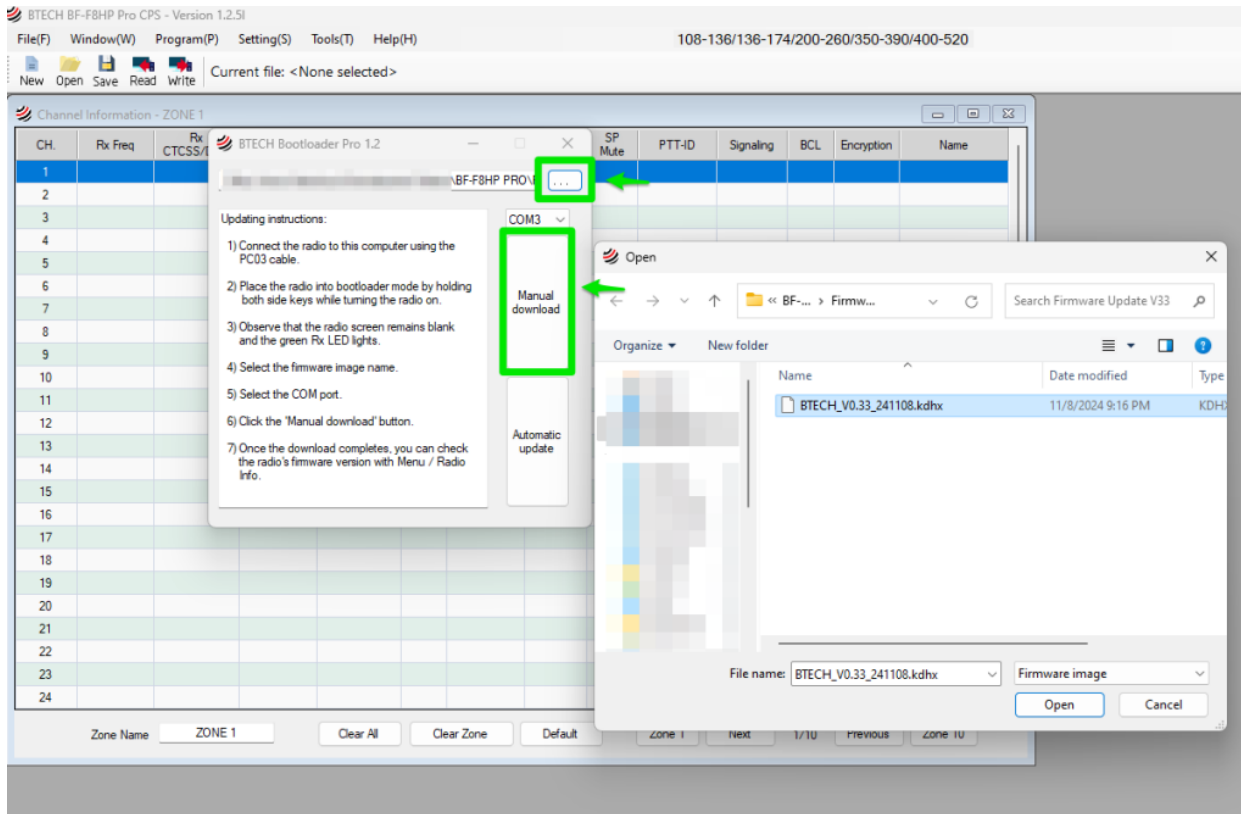 BTECH BF-F8HP Pro CPS - Version 1.2.5I
File(F) Window(W) Program(P) Setting(S) Tools(T) Help(H) 108-136/136-174/200-260/350-390/400-520
New Open Save Read Write Current file: <None selected>
Channel Information - ZONE 1
CH. Rx Freq Rx CTCSS/D SP Mute PTT-ID Signaling BCL Encryption Name
1
2
3
4
5
6
7
8
9
10
11
12
13
14
15
16
17
18
19
20
21
22
23
24
Zone Name ZONE 1 Clear All Clear Zone Default Zone 1 Next 1/10 Previous Zone 10
BTECH Bootloader Pro 1.2
\BF-F8HP PRO\ ...
Updating instructions:
1) Connect the radio to this computer using the
PC03 cable.
2) Place the radio into bootloader mode by holding
both side keys while turning the radio on.
3) Observe that the radio screen remains blank
and the green Rx LED lights.
4) Select the firmware image name.
5) Select the COM port.
6) Click the 'Manual download' button.
7) Once the download completes, you can check
the radio's firmware version with Menu / Radio
Info.
COM3
Manual
download
Automatic
update
Open
« BF-... › Firmw...
Search Firmware Update V33
Organize New folder
Name Date modified Type
BTECH_V0.33_241108.kdhx 11/8/2024 9:16 PM KDH
File name: BTECH_V0.33_241108.kdhx Firmware image
Open Cancel